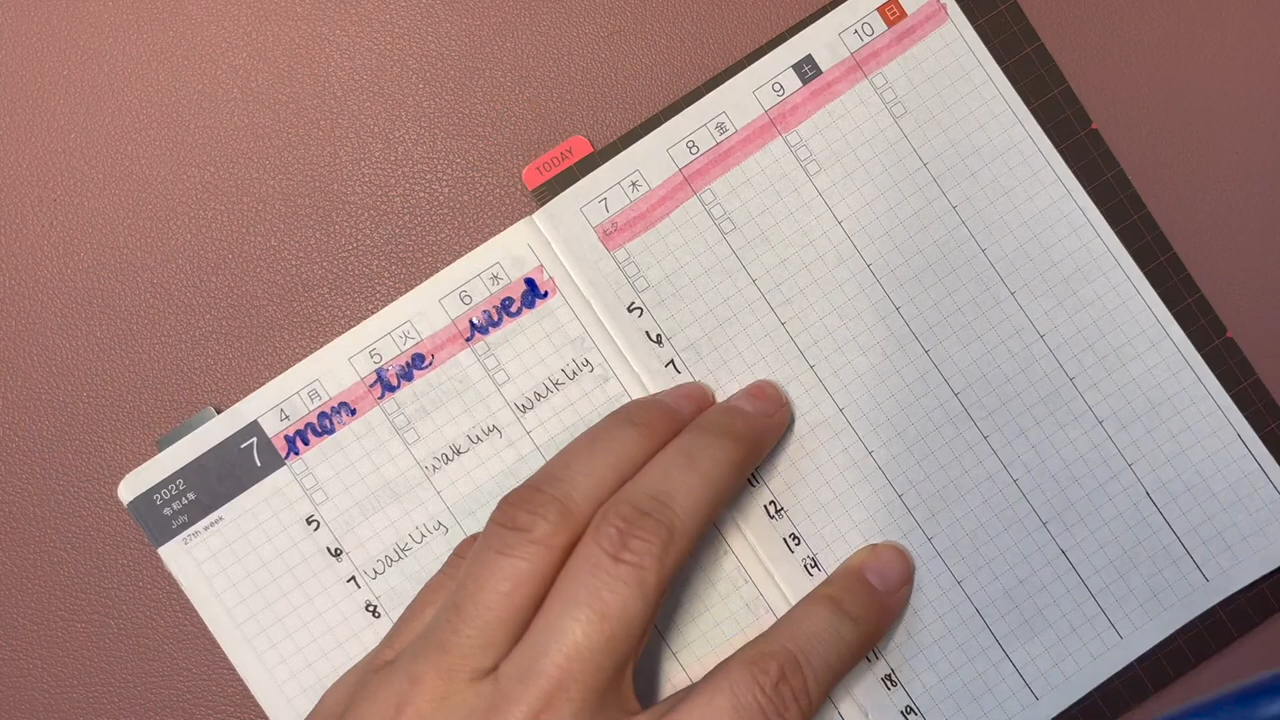 TODAY
10 日
9 土
8 金
7 木
七夕
6 水
5 火
4 月
mon tue wed
7
2022
令和4年
July
27th week
walk lily
walk lily
walk lily
5
6
7
8
5
6
7
11
12
13
14
17
18
19